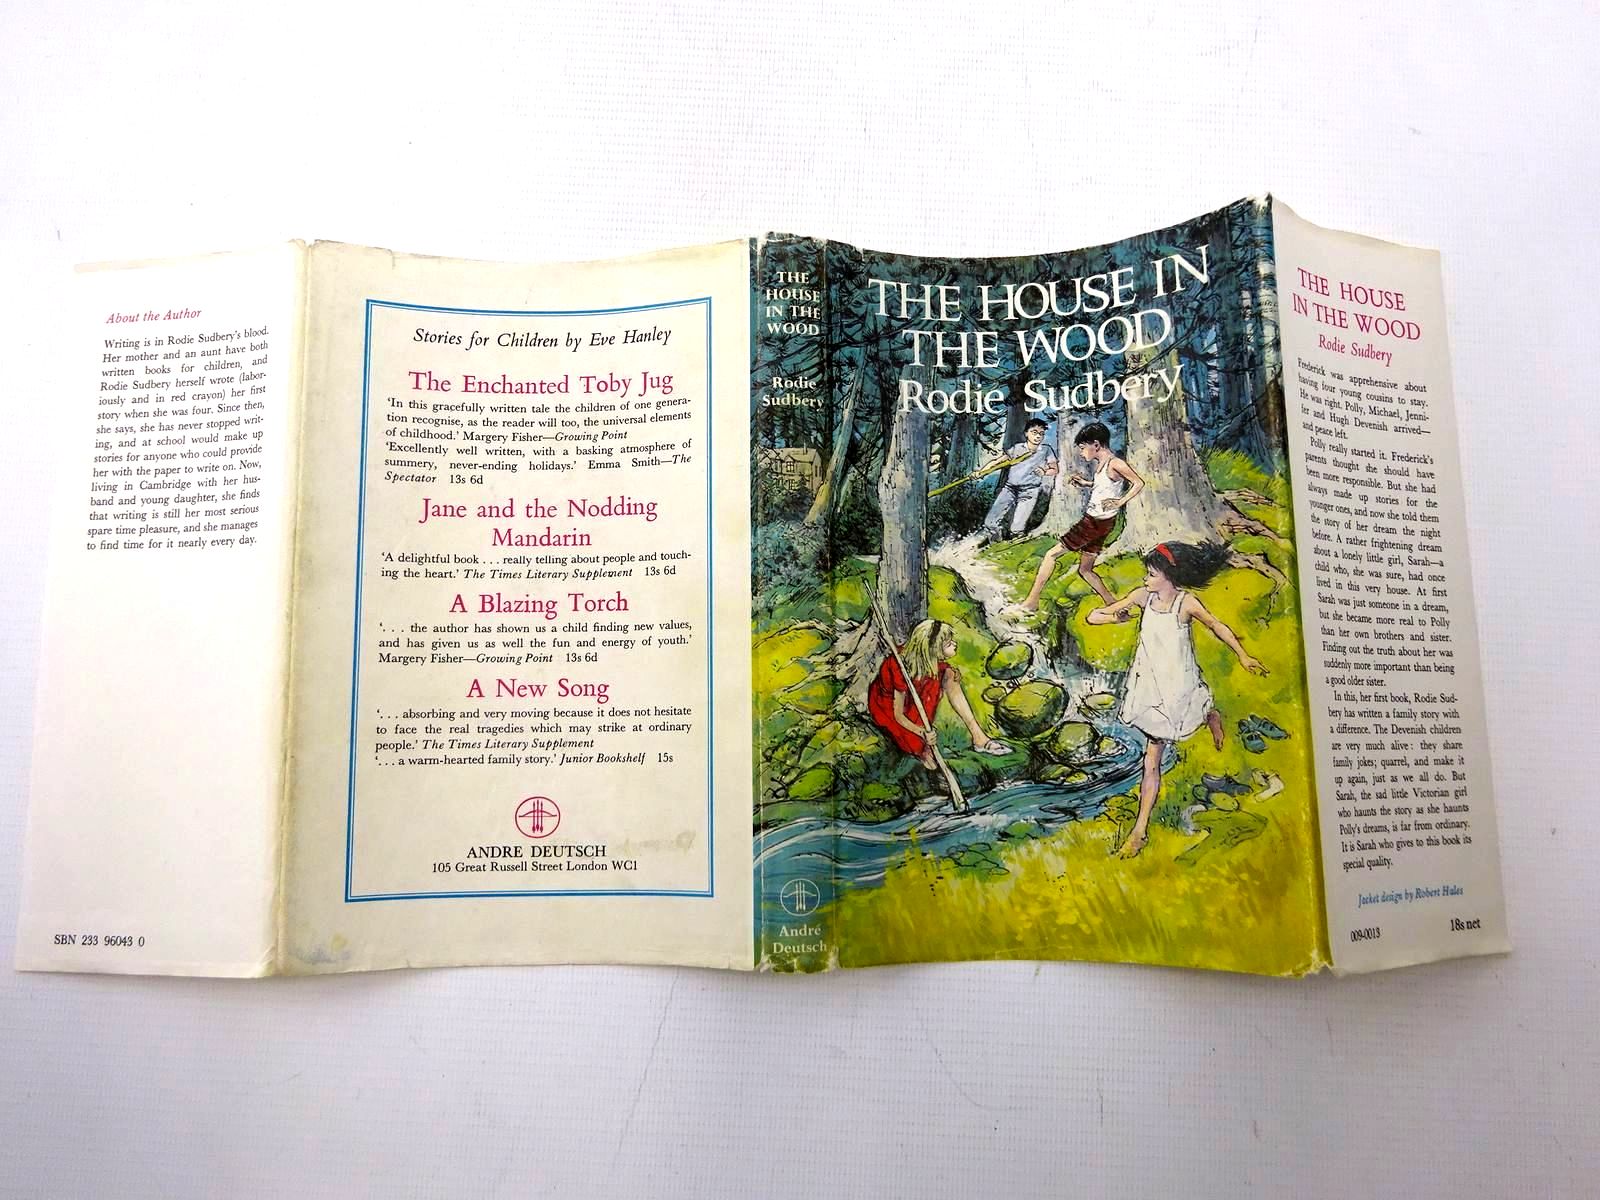 About the Author
Writing is in Rodie Sudbery's blood.
Her mother and an aunt have both
written books for children, and
Rodie Sudbery herself wrote (labor-
iously and in red crayon) her first
story when she was four. Since then,
she says, she has never stopped writ-
ing, and at school would make up
stories for anyone who could provide
her with the paper to write on. Now,
living in Cambridge with her hus-
band and young daughter, she finds
that writing is still her most serious
spare time pleasure, and she manages
to find time for it nearly every day.
SBN 233 96043 0
Stories for Children by Eve Hanley
The Enchanted Toby Jug
'In this gracefully written tale the children of one genera-
tion recognise, as the reader will too, the universal elements
of childhood.' Margery Fisher—Growing Point
'Excellently well written, with a basking atmosphere of
summery, never-ending holidays.' Emma Smith—The
Spectator 13s 6d
Jane and the Nodding
Mandarin
'A delightful book . . . really telling about people and touch-
ing the heart.' The Times Literary Supplement 13s 6d
A Blazing Torch
'. . . the author has shown us a child finding new values,
and has given us as well the fun and energy of youth.'
Margery Fisher—Growing Point 13s 6d
A New Song
'. . . absorbing and very moving because it does not hesitate
to face the real tragedies which may strike at ordinary
people.' The Times Literary Supplement
'. . . a warm-hearted family story.' Junior Bookshelf 15s
ANDRE DEUTSCH
105 Great Russell Street London WC1
THE
HOUSE
IN THE
WOOD
Rodie
Sudbery
André
Deutsch
THE HOUSE IN
THE WOOD
Rodie Sudbery
THE HOUSE
IN THE WOOD
Rodie Sudbery
Frederick was apprehensive about
having four young cousins to stay.
He was right. Polly, Michael, Jenni-
fer and Hugh Devenish arrived—
and peace left.
Polly really started it. Frederick's
parents thought she should have
been more responsible. But she had
always made up stories for the
younger ones, and now she told them
the story of her dream the night
before. A rather frightening dream
about a lonely little girl, Sarah—a
child who, she was sure, had once
lived in this very house. At first
Sarah was just someone in a dream,
but she became more real to Polly
than her own brothers and sister.
Finding out the truth about her was
suddenly more important than being
a good older sister.
In this, her first book, Rodie Sud-
bery has written a family story with
a difference. The Devenish children
are very much alive: they share
family jokes; quarrel, and make it
up again, just as we all do. But
Sarah, the sad little Victorian girl
who haunts the story as she haunts
Polly's dreams, is far from ordinary.
It is Sarah who gives to this book its
special quality.
Jacket design by Robert Hales
009-0013
18s net